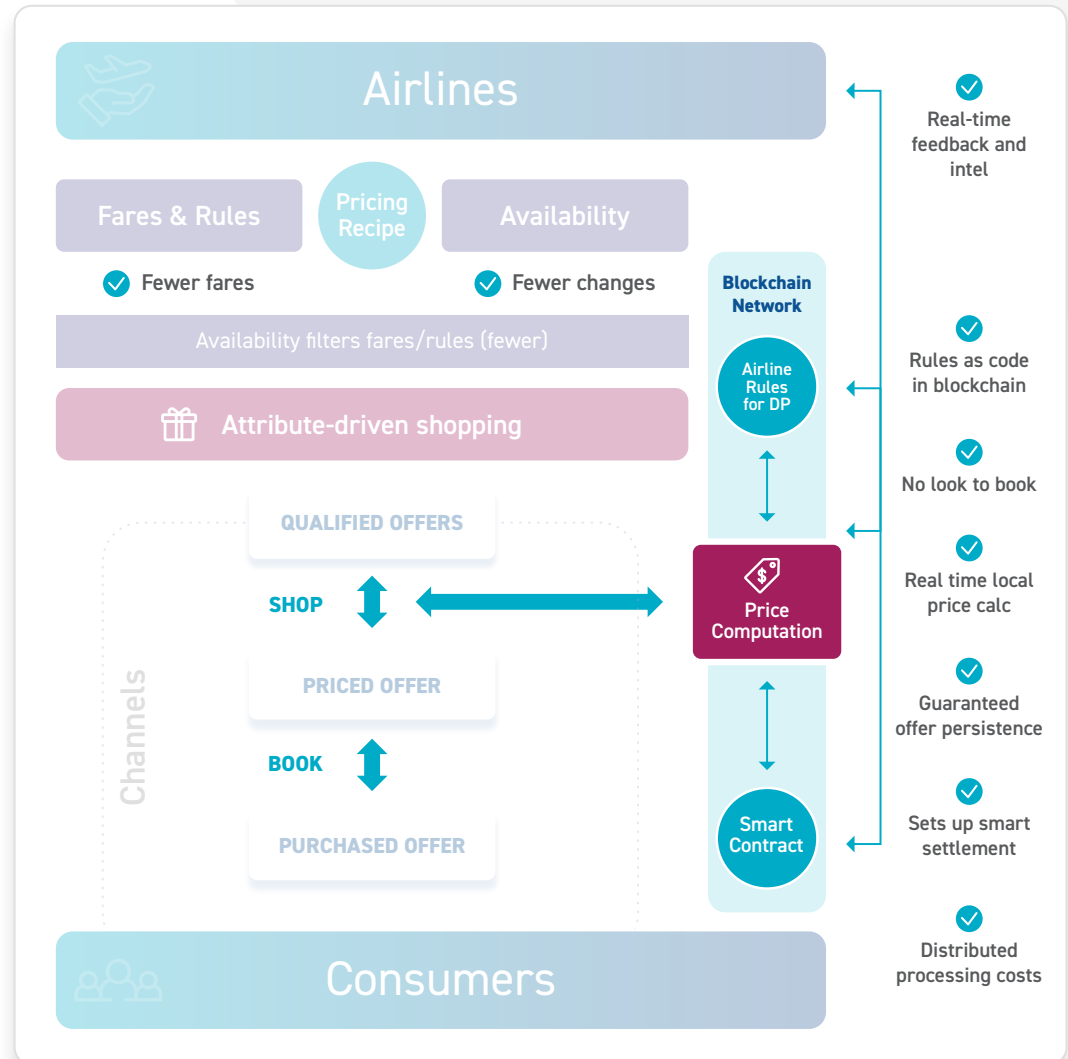 Airlines
Real-time
feedback and
intel
Fares & Rules
Pricing
Recipe
Availability
Fewer fares
Fewer changes
Availability filters fares/rules (fewer)
Attribute-driven shopping
Blockchain
Network
Airline
Rules
for DP
Rules as code
in blockchain
No look to book
QUALIFIED OFFERS
SHOP
$
Price
Computation
Real time local
price calc
Channels
PRICED OFFER
Guaranteed
offer persistence
BOOK
PURCHASED OFFER
Smart
Contract
Sets up smart
settlement
Distributed
processing costs
Consumers